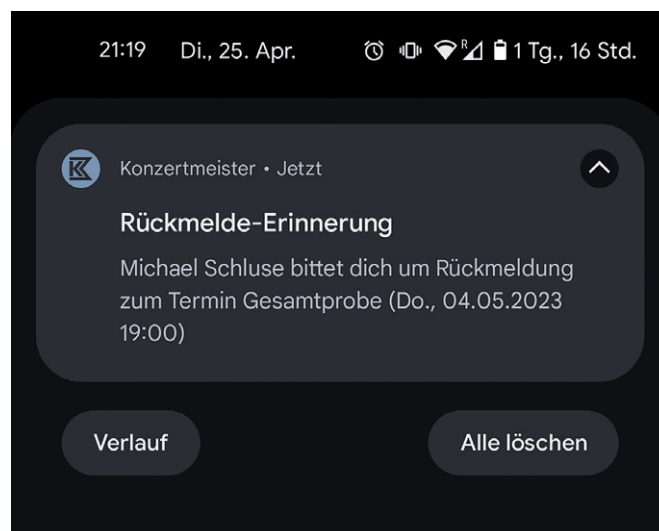 21:19 Di., 25. Apr. R 1 Tg., 16 Std.
Konzertmeister • Jetzt
Rückmelde-Erinnerung
Michael Schluse bittet dich um Rückmeldung
zum Termin Gesamtprobe (Do., 04.05.2023
19:00)
Verlauf Alle löschen